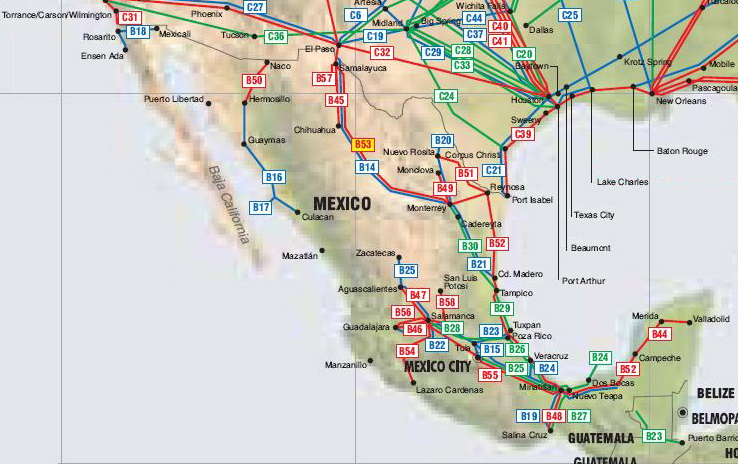 Artesia
C27
C6
Wichita Falls
Torrance/Carson/Wilmington
C31
Phoenix
Midland
Big Spring
C44
C40
C25
Rosarito
B18
Mexicali
Tucson
C36
C19
C37
C41
Dallas
Ensen Ada
El Paso
C32
C29
C28
C20
Naco
Samalayuca
C33
Baytown
Krotz Spring
Mobile
B50
B57
Pascagoula
Puerto Libertad
Hermosillo
B45
C24
Houston
New Orleans
Sweeny
Chihuahua
C39
Guaymas
B53
B20
Nuevo Rosita
Corpus Christi
Baton Rouge
B14
Monclova
B51
C21
B16
B49
Reynosa
Lake Charles
Baja California
B17
MEXICO
Monterrey
Port Isabel
Culacan
Cadereyta
Texas City
B30
B52
Mazatlán
Zacatecas
Beaumont
B25
B21
San Luis
Potosi
Cd. Madero
Port Arthur
Aguascalientes
B47
Tampico
B58
B29
B56
Salamanca
Merida
Valladolid
Guadalajara
B46
B28
Tuxpan
B23
Poza Rico
B44
B22
Tula
B15
B26
B54
Veracruz
B24
Campeche
Manzanillo
MEXICO CITY
B25
B24
B52
B55
Lazaro Cardenas
Minatitlan
Dos Bocas
Nuevo Teapa
BELIZE
B19
B48
B27
BELMOPA
Salina Cruz
GUATEMALA
B23
Puerto Barrio
GUATEMALA
HO